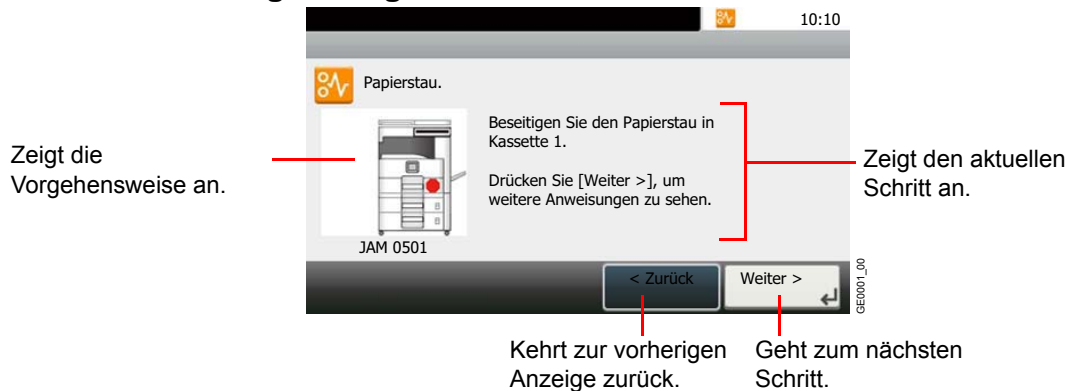 10:10
Papierstau.
Beseitigen Sie den Papierstau in
Kassette 1.
Drücken Sie [Weiter >], um
weitere Anweisungen zu sehen.
JAM 0501
Zeigt die
Vorgehensweise an.
Zeigt den aktuellen
Schritt an.
< Zurück
Weiter >
GE0001_00
Kehrt zur vorherigen
Anzeige zurück.
Geht zum nächsten
Schritt.